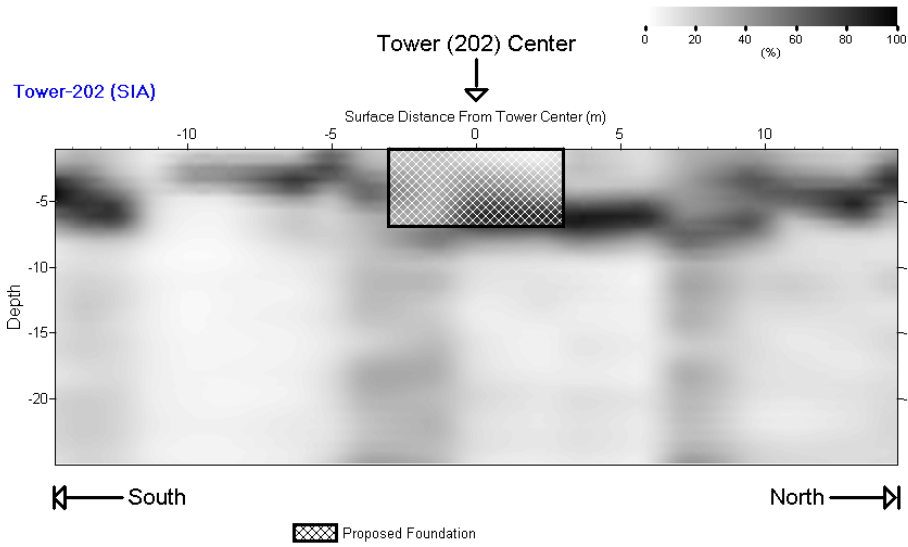 0 20 40 60 80 100
(%)
Tower (202) Center
Tower-202 (SIA)
Surface Distance From Tower Center (m)
-10 -5 0 5 10
-5
-10
-15
-20
Depth
South
North
Proposed Foundation